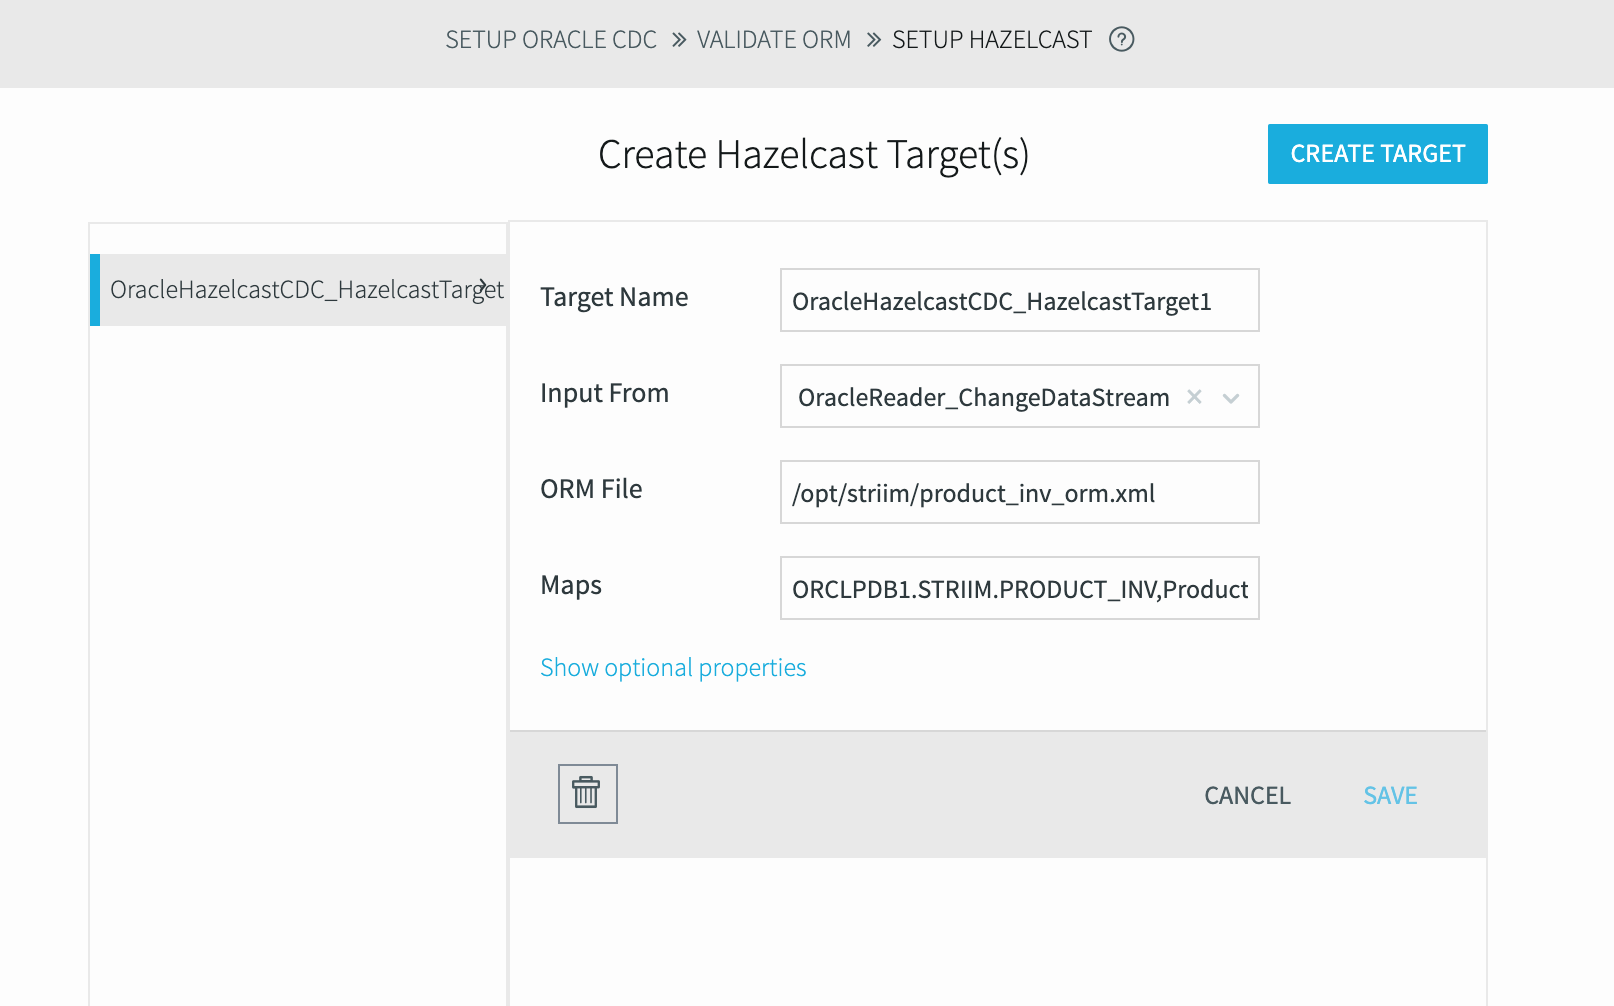 SETUP ORACLE CDC » VALIDATE ORM » SETUP HAZELCAST ?
Create Hazelcast Target(s)
CREATE TARGET
OracleHazelcastCDC_HazelcastTarget
Target Name
OracleHazelcastCDC_HazelcastTarget1
Input From
OracleReader_ChangeDataStream
ORM File
/opt/striim/product_inv_orm.xml
Maps
ORCLPDB1.STRIIM.PRODUCT_INV,Product
Show optional properties
CANCEL
SAVE